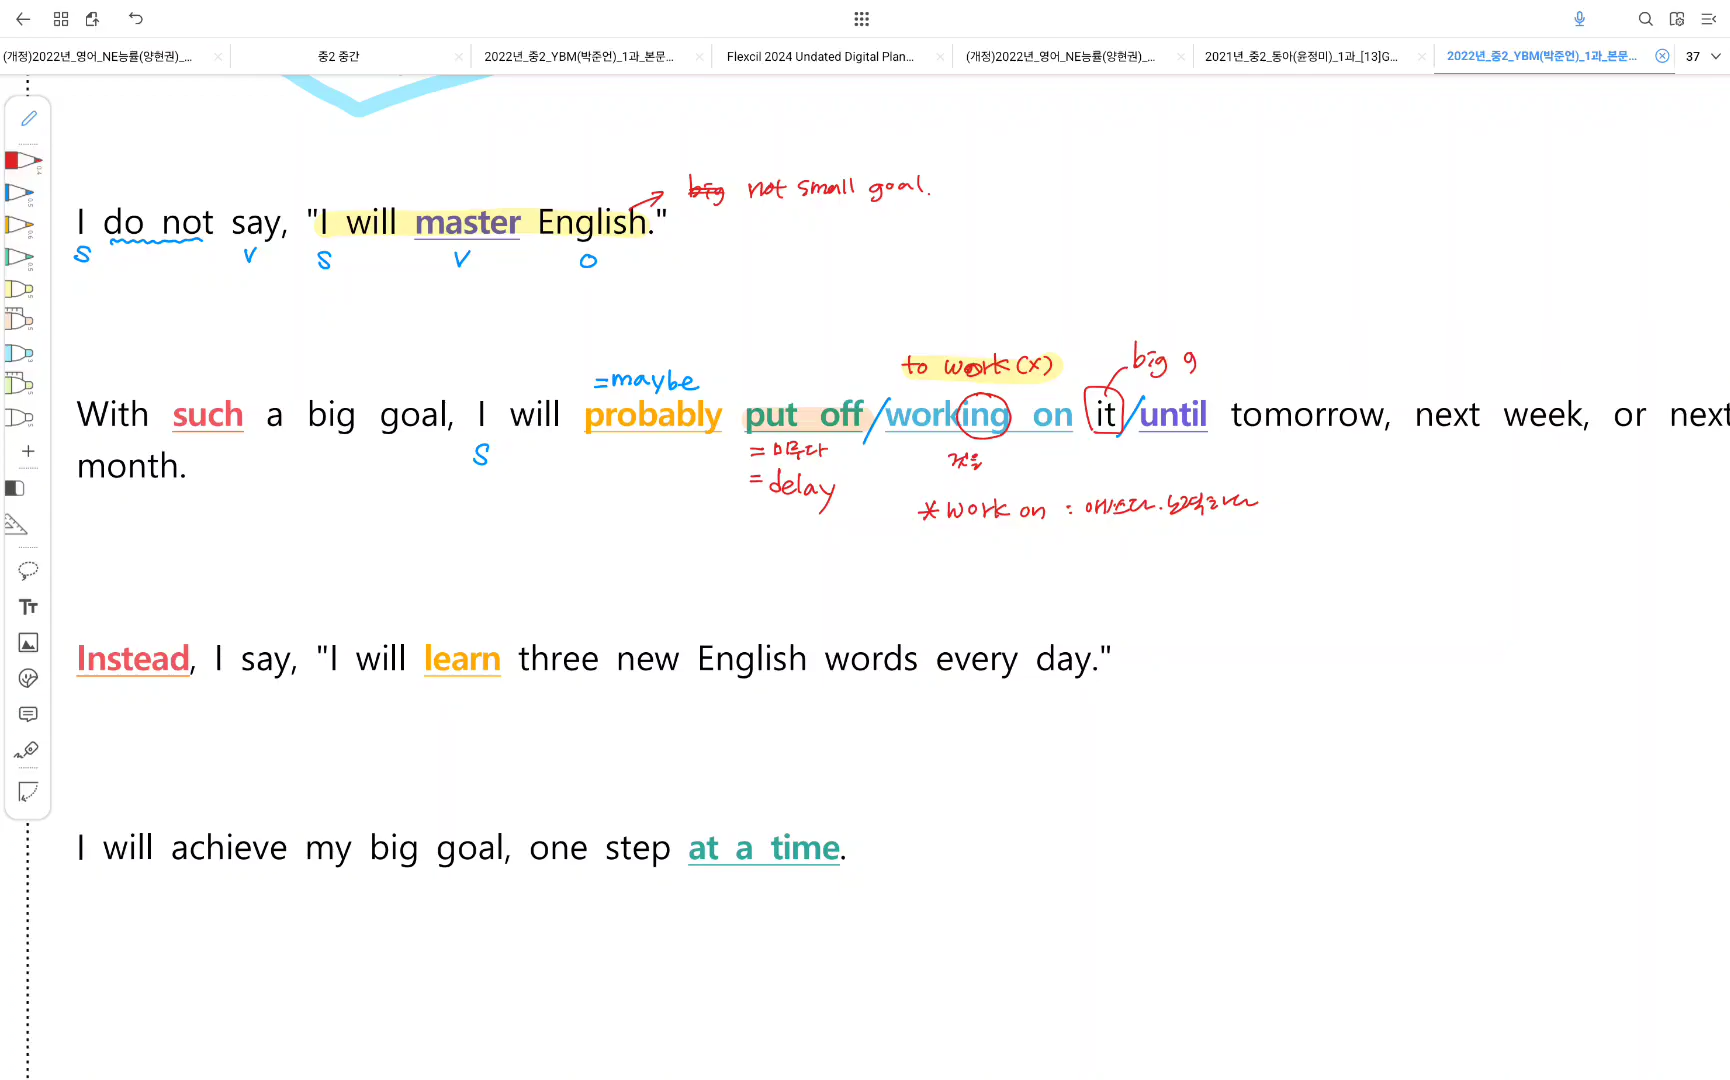 (개정)2022년_영어_NE능률(양현권)_... 중2 중간 2022년_중2_YBM(박준언)_1과_본문... Flexcil 2024 Undated Digital Plan... (개정)2022년_영어_NE능률(양현권)_... 2021년_중2_동아(윤정미)_1과_[13]G... 2022년_중2_YBM(박준언)_1과_본문... 37
big not small goal.
I do not say, "I will master English."
S V S V O
to work (X) big g
=maybe
With such a big goal, I will probably put off / working on it / until tomorrow, next week, or next
S = 미루다 것을
month.
= delay
* work on : 애쓰다. 노력하다
Instead, I say, "I will learn three new English words every day."
I will achieve my big goal, one step at a time.